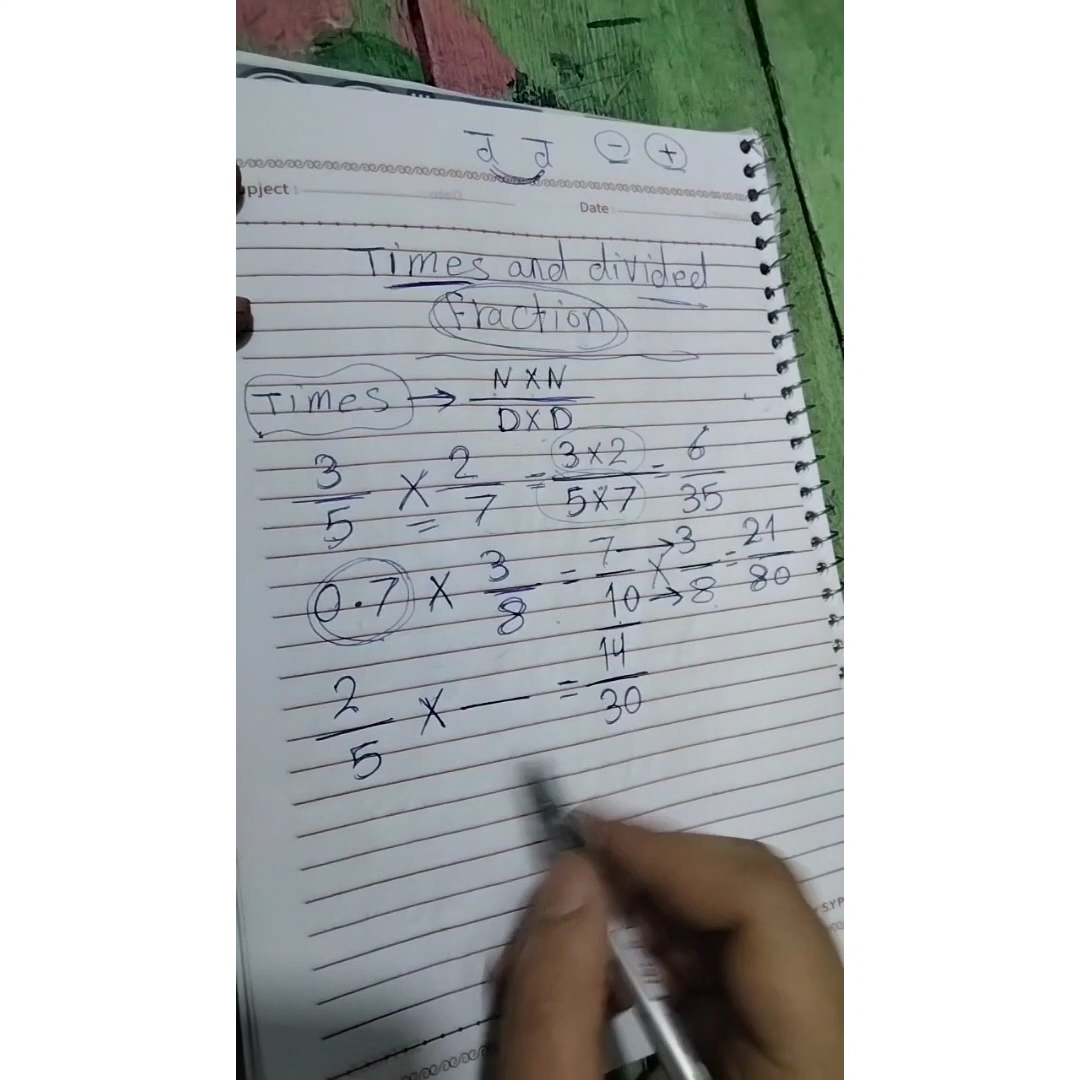 - +
Date
Times and divided
fraction
Times → N X N / D X D
3/5 X 2/7 = 3 X 2 / 5 X 7 = 6/35
0.7 X 3/8 = 7/10 X 3/8 = 21/80
2/5 X — = 14/30